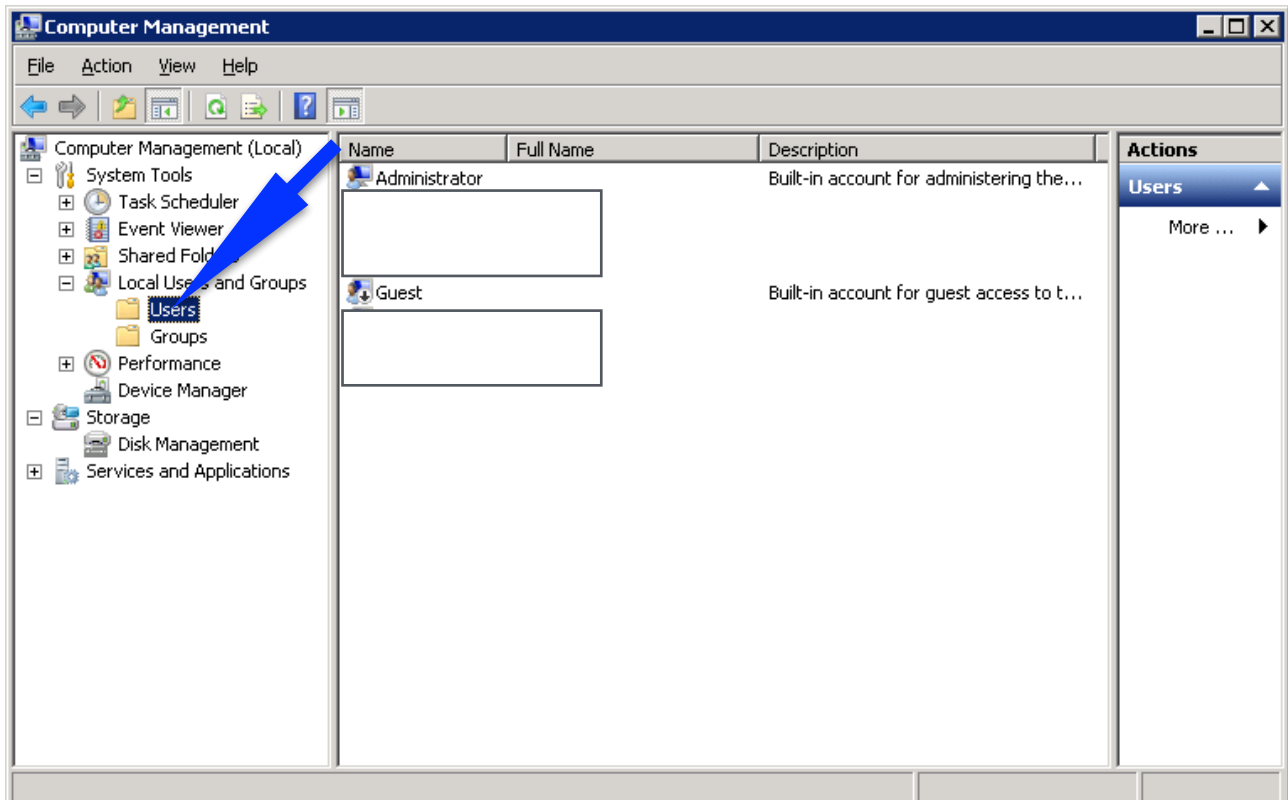 Computer Management
File Action View Help
Computer Management (Local)
System Tools
Task Scheduler
Event Viewer
Shared Fold
Local Users and Groups
Users
Groups
Performance
Device Manager
Storage
Disk Management
Services and Applications
Name Full Name Description
Administrator Built-in account for administering the...
Guest Built-in account for guest access to t...
Actions
Users
More ...